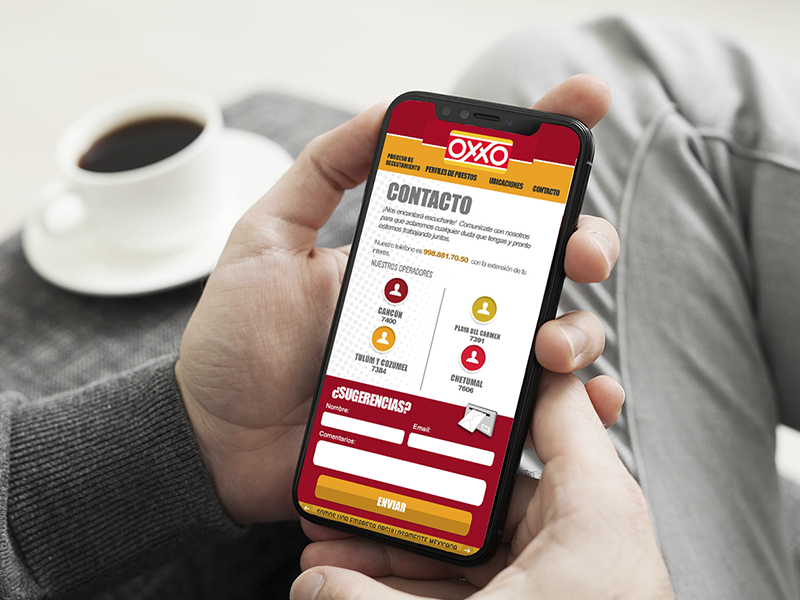 OXXO
PROCESO DE
RECLUTAMIENTO
PERFILES DE PUESTOS
UBICACIONES
CONTACTO
CONTACTO
¡Nos encantará escucharte! Comunícate con nosotros
para que aclaremos cualquier duda que tengas y pronto
estemos trabajando juntos.
Nuestro teléfono es 998.881.70.50 con la extensión de tu
interés.
NUESTROS OPERADORES
CANCÚN
7400
PLAYA DEL CARMEN
7391
TULÚM Y COZUMEL
7384
CHETUMAL
7606
¿SUGERENCIAS?
Nombre:
Email:
Comentarios:
ENVIAR
SOMOS UNA EMPRESA ORGULLOSAMENTE MEXICANA